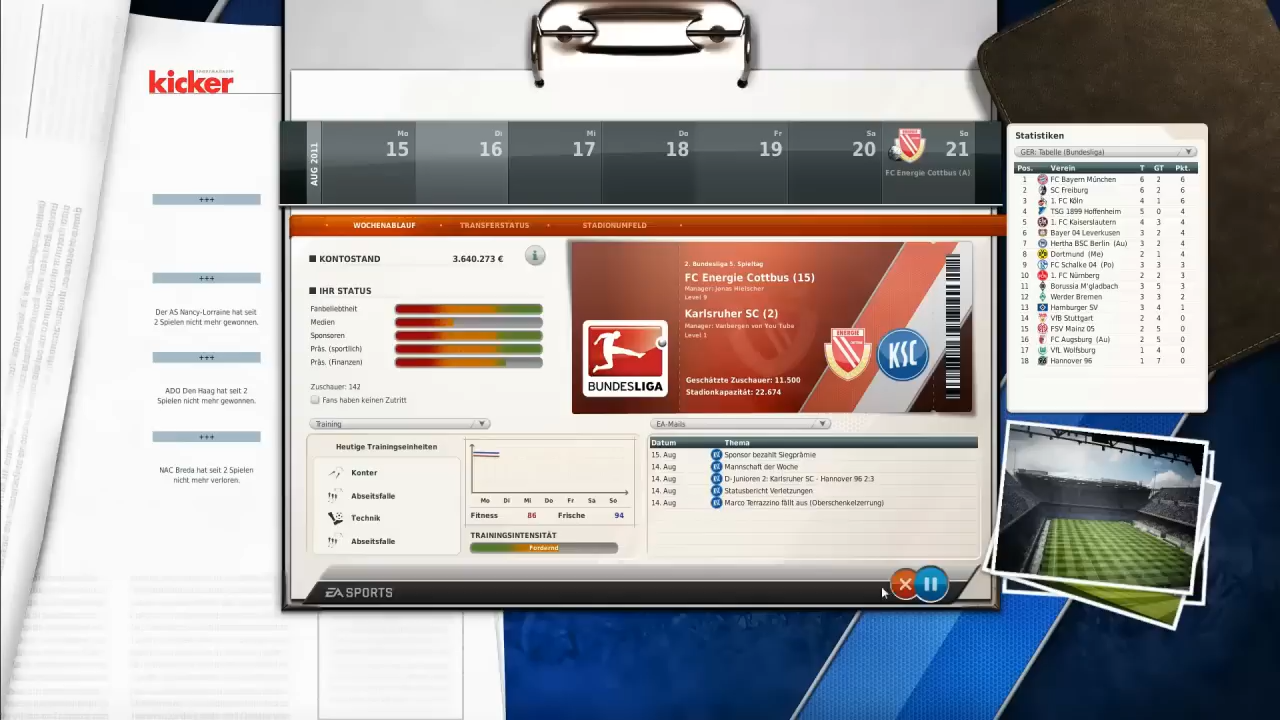 sportmagazin
kicker
+++
+++
Der AS Nancy-Lorraine hat seit
2 Spielen nicht mehr gewonnen.
+++
ADO Den Haag hat seit 2
Spielen nicht mehr gewonnen.
+++
NAC Breda hat seit 2 Spielen
nicht mehr verloren.
AUG 2011
Mo 15
Di 16
Mi 17
Do 18
Fr 19
Sa 20
So 21
FC Energie Cottbus (A)
WOCHENABLAUF TRANSFERSTATUS STADIONUMFELD
KONTOSTAND 3.640.273 €
i
IHR STATUS
Fanbeliebtheit
Medien
Sponsoren
Präs. (sportlich)
Präs. (Finanzen)
Zuschauer: 142
Fans haben keinen Zutritt
2. Bundesliga 5. Spieltag
FC Energie Cottbus (15)
Manager: Jonas Hielscher
Level 9
Karlsruher SC (2)
Manager: Vanbergen von You Tube
Level 1
BUNDESLIGA
ENERGIE
KSC
Geschätzte Zuschauer: 11.500
Stadionkapazität: 22.674
Training
Heutige Trainingseinheiten
Konter
Abseitsfalle
Technik
Abseitsfalle
Mo Di Mi Do Fr Sa So
Fitness 86 Frische 94
TRAININGSINTENSITÄT
Fordernd
EA-Mails
Datum Thema
15. Aug Sponsor bezahlt Siegprämie
14. Aug Mannschaft der Woche
14. Aug D- Junioren 2: Karlsruher SC - Hannover 96 2:3
14. Aug Statusbericht Verletzungen
14. Aug Marco Terrazzino fällt aus (Oberschenkelzerrung)
EA SPORTS
Statistiken
GER: Tabelle (Bundesliga)
Pos. Verein T GT Pkt.
1 FC Bayern München 6 2 6
2 SC Freiburg 6 2 6
3 1. FC Köln 4 1 6
4 TSG 1899 Hoffenheim 5 0 4
5 1. FC Kaiserslautern 4 3 4
6 Bayer 04 Leverkusen 3 2 4
7 Hertha BSC Berlin (Au) 3 2 4
8 Dortmund (Me) 2 1 4
9 FC Schalke 04 (Po) 3 3 3
10 1. FC Nürnberg 2 2 3
11 Borussia M'gladbach 3 5 3
12 Werder Bremen 3 3 2
13 Hamburger SV 3 4 1
14 VfB Stuttgart 2 4 0
15 FSV Mainz 05 2 5 0
16 FC Augsburg (Au) 2 5 0
17 VfL Wolfsburg 1 4 0
18 Hannover 96 1 7 0